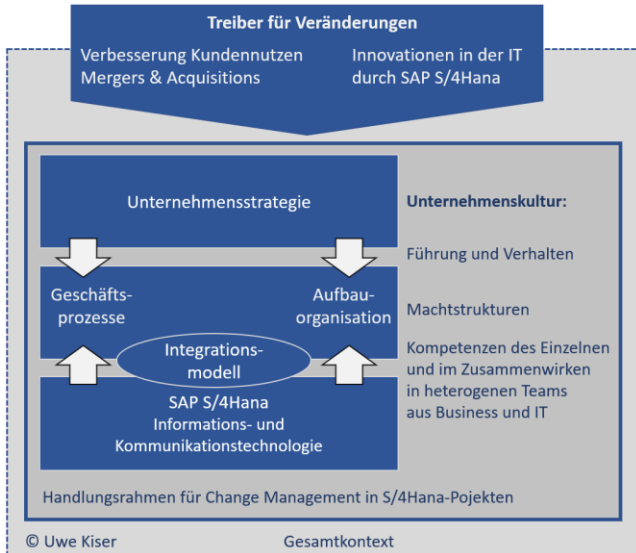 Treiber für Veränderungen
Verbesserung Kundennutzen
Mergers & Acquisitions
Innovationen in der IT
durch SAP S/4Hana
Unternehmensstrategie
Geschäfts-
prozesse
Aufbau-
organisation
Integrations-
modell
SAP S/4Hana
Informations- und
Kommunikationstechnologie
Unternehmenskultur:
Führung und Verhalten
Machtstrukturen
Kompetenzen des Einzelnen
und im Zusammenwirken
in heterogenen Teams
aus Business und IT
Handlungsrahmen für Change Management in S/4Hana-Pojekten
© Uwe Kiser
Gesamtkontext